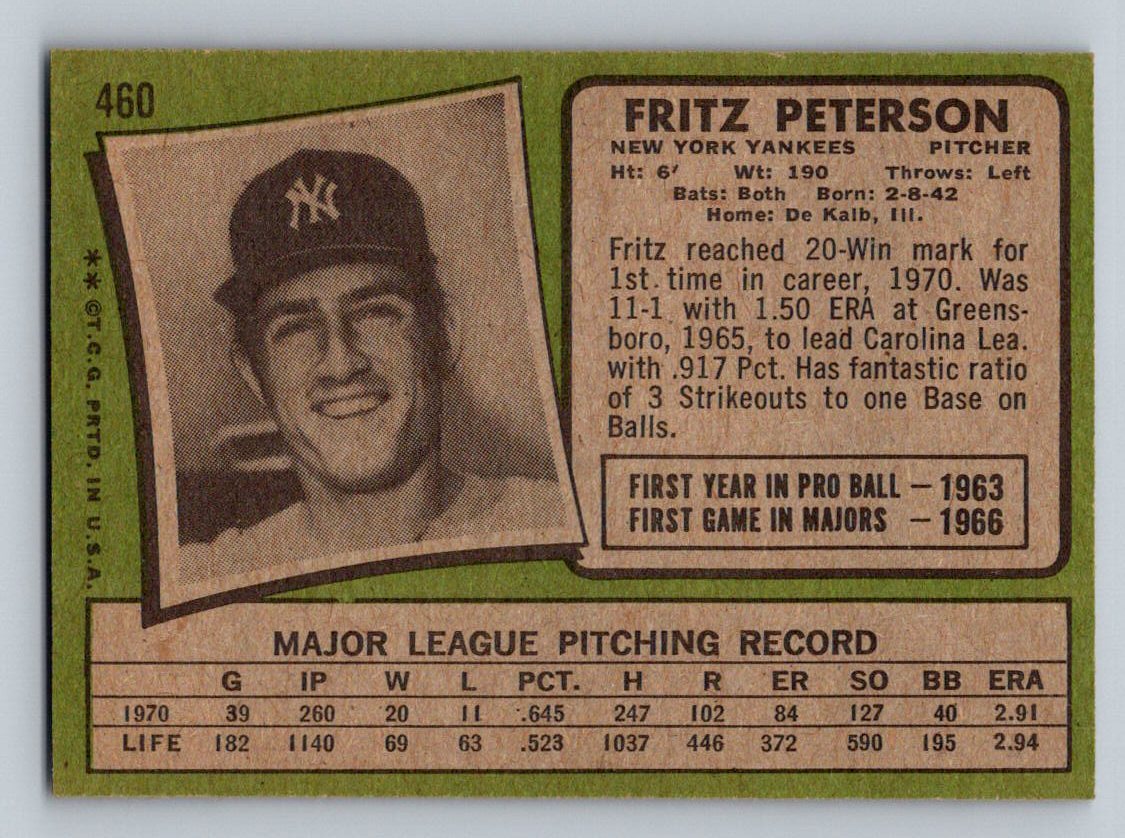 460
NY
** ©T.C.G. PRTD. IN U.S.A.
FRITZ PETERSON
NEW YORK YANKEES PITCHER
Ht: 6' Wt: 190 Throws: Left
Bats: Both Born: 2-8-42
Home: De Kalb, Ill.
Fritz reached 20-Win mark for
1st time in career, 1970. Was
11-1 with 1.50 ERA at Greens-
boro, 1965, to lead Carolina Lea.
with .917 Pct. Has fantastic ratio
of 3 Strikeouts to one Base on
Balls.
FIRST YEAR IN PRO BALL — 1963
FIRST GAME IN MAJORS — 1966
MAJOR LEAGUE PITCHING RECORD
G IP W L PCT. H R ER SO BB ERA
1970 39 260 20 11 .645 247 102 84 127 40 2.91
LIFE 182 1140 69 63 .523 1037 446 372 590 195 2.94